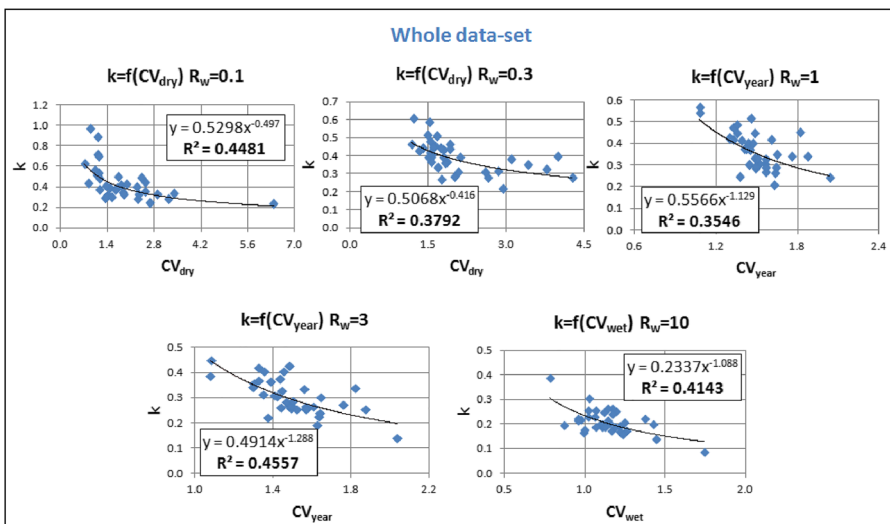 Whole data-set
k=f(CVdry) Rw=0.1
k
1.2
1.0
0.8
0.6
0.4
0.2
0.0
y = 0.5298x-0.497
R² = 0.4481
0.0 1.4 2.8 4.2 5.6 7.0
CVdry
k=f(CVdry) Rw=0.3
k
0.7
0.6
0.5
0.4
0.3
0.2
0.1
0.0
y = 0.5068x-0.416
R² = 0.3792
0.0 1.5 3.0 4.5
CVdry
k=f(CVyear) Rw=1
k
0.6
0.5
0.4
0.3
0.2
0.1
0.0
y = 0.5566x-1.129
R² = 0.3546
0.6 1.2 1.8 2.4
CVyear
k=f(CVyear) Rw=3
k
0.5
0.4
0.3
0.2
0.1
0.0
y = 0.4914x-1.288
R² = 0.4557
1.0 1.4 1.8 2.2
CVyear
k=f(CVwet) Rw=10
k
0.5
0.4
0.3
0.2
0.1
0.0
y = 0.2337x-1.088
R² = 0.4143
0.5 1.0 1.5 2.0
CVwet